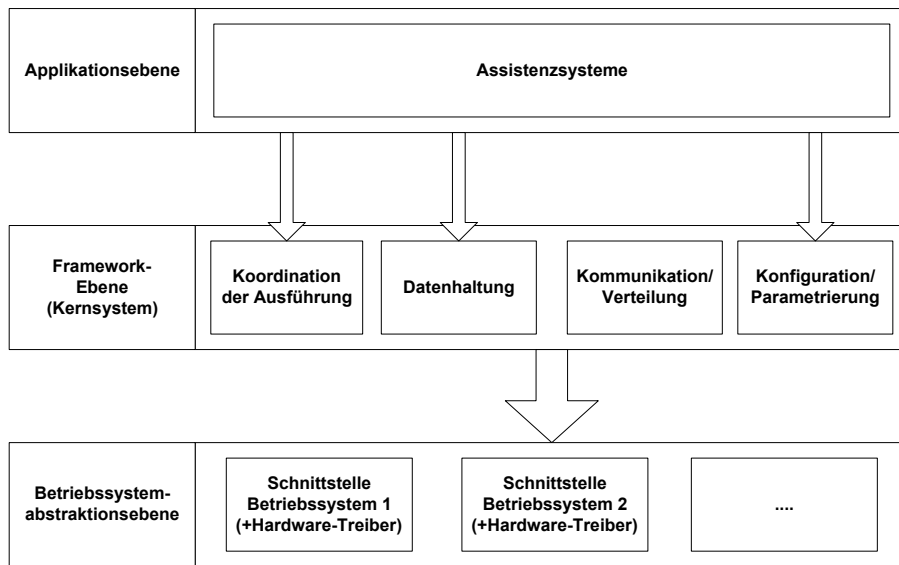 Applikationsebene
Assistenzsysteme
Framework-
Ebene
(Kernsystem)
Koordination
der Ausführung
Datenhaltung
Kommunikation/
Verteilung
Konfiguration/
Parametrierung
Betriebssystem-
abstraktionsebene
Schnittstelle
Betriebssystem 1
(+Hardware-Treiber)
Schnittstelle
Betriebssystem 2
(+Hardware-Treiber)
....